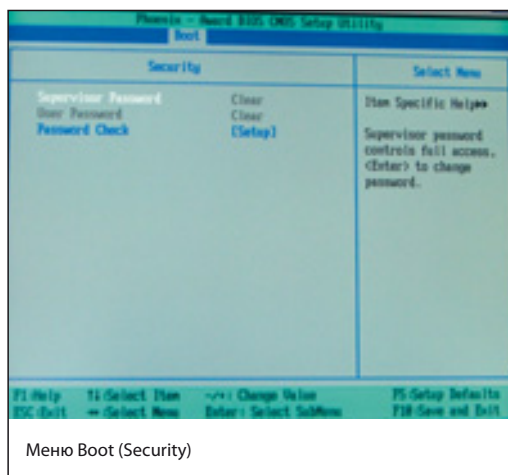 Phoenix - Award BIOS CMOS Setup Utility
Boot
Security
Select Menu
Supervisor Password Clear
User Password Clear
Password Check [Setup]
Item Specific Help▸▸
Supervisor password
controls full access,
<Enter> to change
password.
F1:Help ↑↓:Select Item -/+: Change Value F5:Setup Defaults
ESC:Exit ↔:Select Menu Enter: Select SubMenu F10:Save and Exit
Меню Boot (Security)